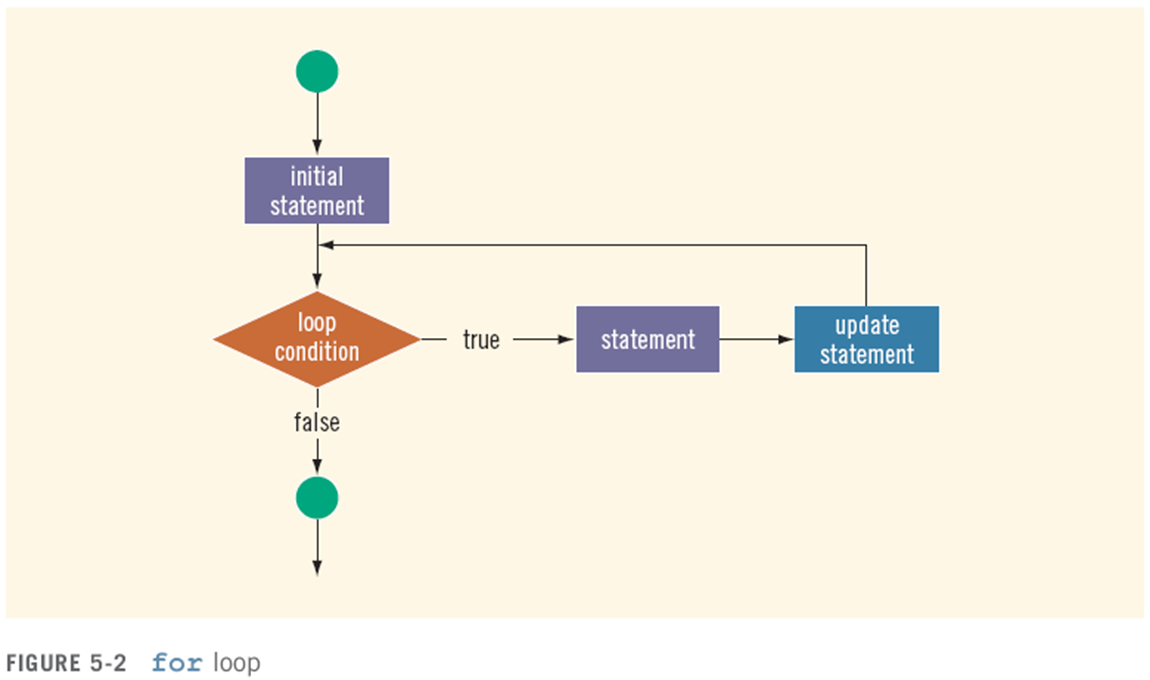 initial
statement
loop
condition
true
statement
update
statement
false
FIGURE 5-2 for loop